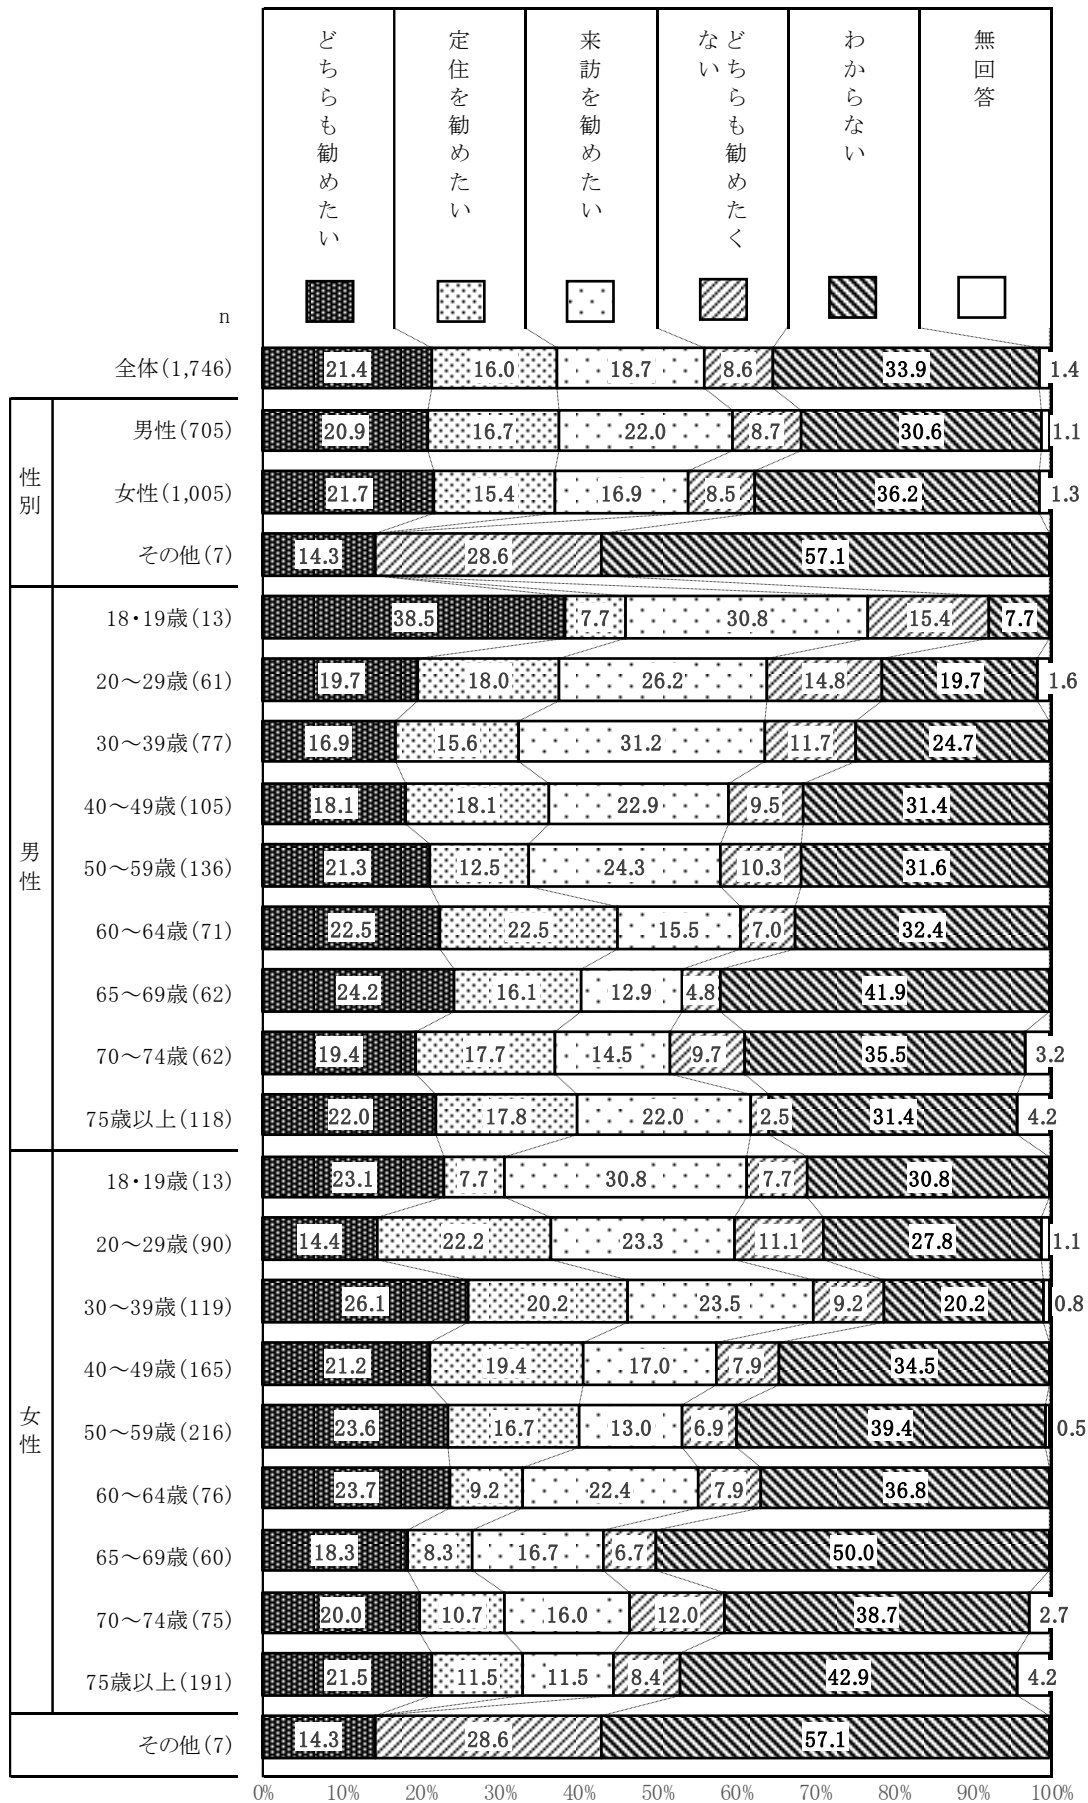 どちらも勧めたい
定住を勧めたい
来訪を勧めたい
どちらも勧めたく
ない
わからない
無回答
n
全体(1,746) 21.4 16.0 18.7 8.6 33.9 1.4
性別
男性(705) 20.9 16.7 22.0 8.7 30.6 1.1
女性(1,005) 21.7 15.4 16.9 8.5 36.2 1.3
その他(7) 14.3 28.6 57.1
男性
18・19歳(13) 38.5 7.7 30.8 15.4 7.7
20～29歳(61) 19.7 18.0 26.2 14.8 19.7 1.6
30～39歳(77) 16.9 15.6 31.2 11.7 24.7
40～49歳(105) 18.1 18.1 22.9 9.5 31.4
50～59歳(136) 21.3 12.5 24.3 10.3 31.6
60～64歳(71) 22.5 22.5 15.5 7.0 32.4
65～69歳(62) 24.2 16.1 12.9 4.8 41.9
70～74歳(62) 19.4 17.7 14.5 9.7 35.5 3.2
75歳以上(118) 22.0 17.8 22.0 2.5 31.4 4.2
女性
18・19歳(13) 23.1 7.7 30.8 7.7 30.8
20～29歳(90) 14.4 22.2 23.3 11.1 27.8 1.1
30～39歳(119) 26.1 20.2 23.5 9.2 20.2 0.8
40～49歳(165) 21.2 19.4 17.0 7.9 34.5
50～59歳(216) 23.6 16.7 13.0 6.9 39.4 0.5
60～64歳(76) 23.7 9.2 22.4 7.9 36.8
65～69歳(60) 18.3 8.3 16.7 6.7 50.0
70～74歳(75) 20.0 10.7 16.0 12.0 38.7 2.7
75歳以上(191) 21.5 11.5 11.5 8.4 42.9 4.2
その他(7) 14.3 28.6 57.1
0% 10% 20% 30% 40% 50% 60% 70% 80% 90% 100%